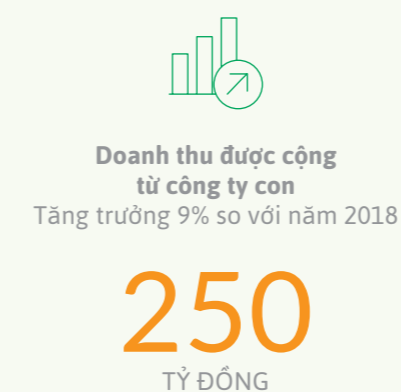 Doanh thu được cộng
từ công ty con
Tăng trưởng 9% so với năm 2018
250
TỶ ĐỒNG